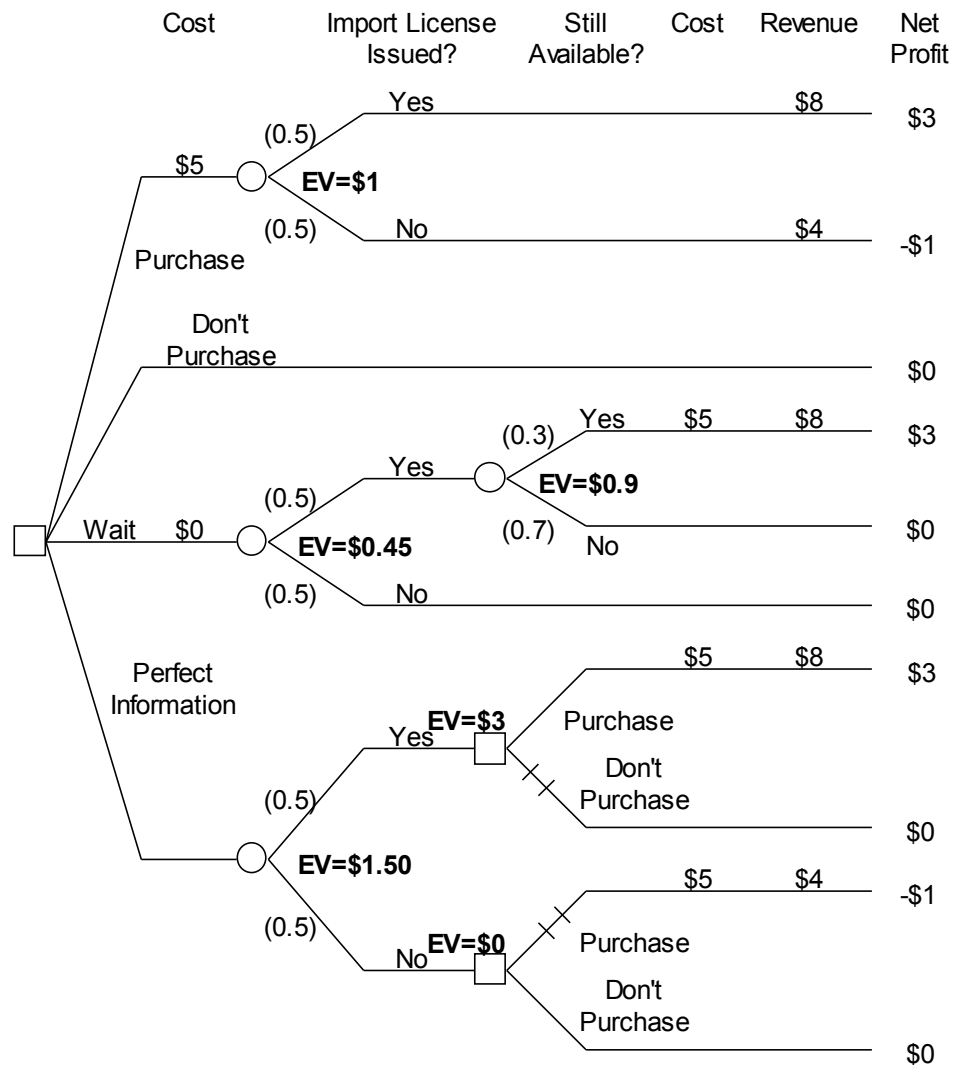 Cost Import License Issued? Still Available? Cost Revenue Net Profit
Yes $8 $3
(0.5)
$5
EV=$1
(0.5) No $4 -$1
Purchase
Don't
Purchase
$0
(0.3) Yes $5 $8 $3
Yes
EV=$0.9
(0.5)
Wait $0 (0.7) No $0
EV=$0.45
(0.5) No $0
$5 $8 $3
Perfect
Information
EV=$3
Yes
Purchase
Don't
Purchase
(0.5)
$0
EV=$1.50
$5 $4 -$1
(0.5)
EV=$0
No
Purchase
Don't
Purchase
$0